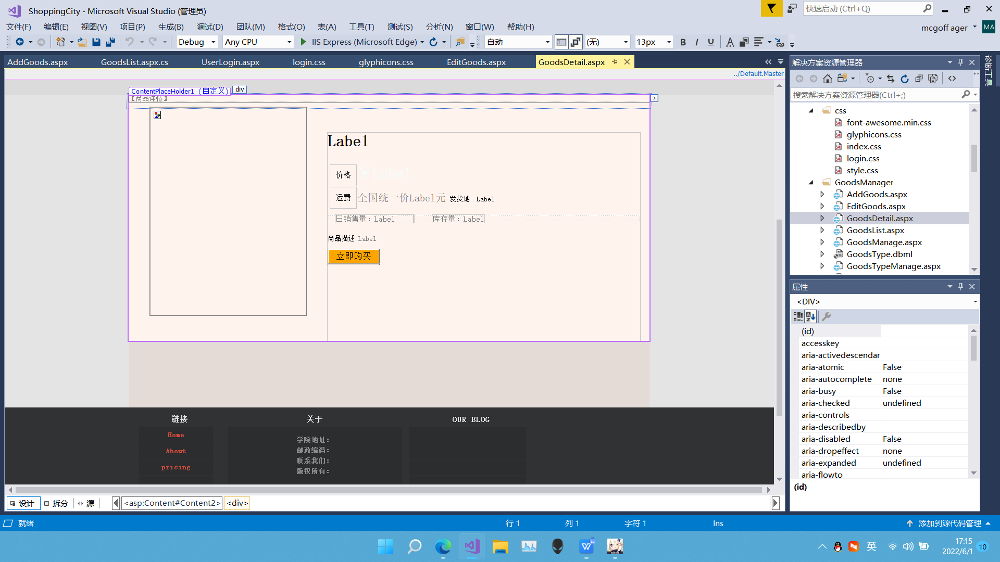 ShoppingCity - Microsoft Visual Studio (管理员)
快速启动 (Ctrl+Q)
文件(F) 编辑(E) 视图(V) 项目(P) 生成(B) 调试(D) 团队(M) 格式(O) 表(A) 工具(T) 测试(S) 分析(N) 窗口(W) 帮助(H)
mcgoff ager MA
Debug Any CPU IIS Express (Microsoft Edge) 自动 (无) 13px B I U A
AddGoods.aspx GoodsList.aspx.cs UserLogin.aspx login.css glyphicons.css EditGoods.aspx GoodsDetail.aspx
../Default.Master
ContentPlaceHolder1 (自定义) div
【商品详情】
Label
价格 ￥Label
运费 全国统一价Label元 发货地 Label
日销售量：Label 库存量：Label
商品描述 Label
立即购买
链接 关于 OUR BLOG
Home
About
pricing
学院地址：
邮政编码：
联系我们：
版权所有：
设计 拆分 源 <asp:Content#Content2> <div>
解决方案资源管理器
搜索解决方案资源管理器(Ctrl+;)
css
font-awesome.min.css
glyphicons.css
index.css
login.css
style.css
GoodsManager
AddGoods.aspx
EditGoods.aspx
GoodsDetail.aspx
GoodsList.aspx
GoodsManage.aspx
GoodsType.dbml
GoodsTypeManage.aspx
诊断工具
属性
<DIV>
(id)
accesskey
aria-activedescendar
aria-atomic False
aria-autocomplete none
aria-busy False
aria-checked undefined
aria-controls
aria-describedby
aria-disabled False
aria-dropeffect none
aria-expanded undefined
aria-flowto
(id)
就绪 行 1 列 1 字符 1 Ins 添加到源代码管理
英 17:15
2022/6/1 10